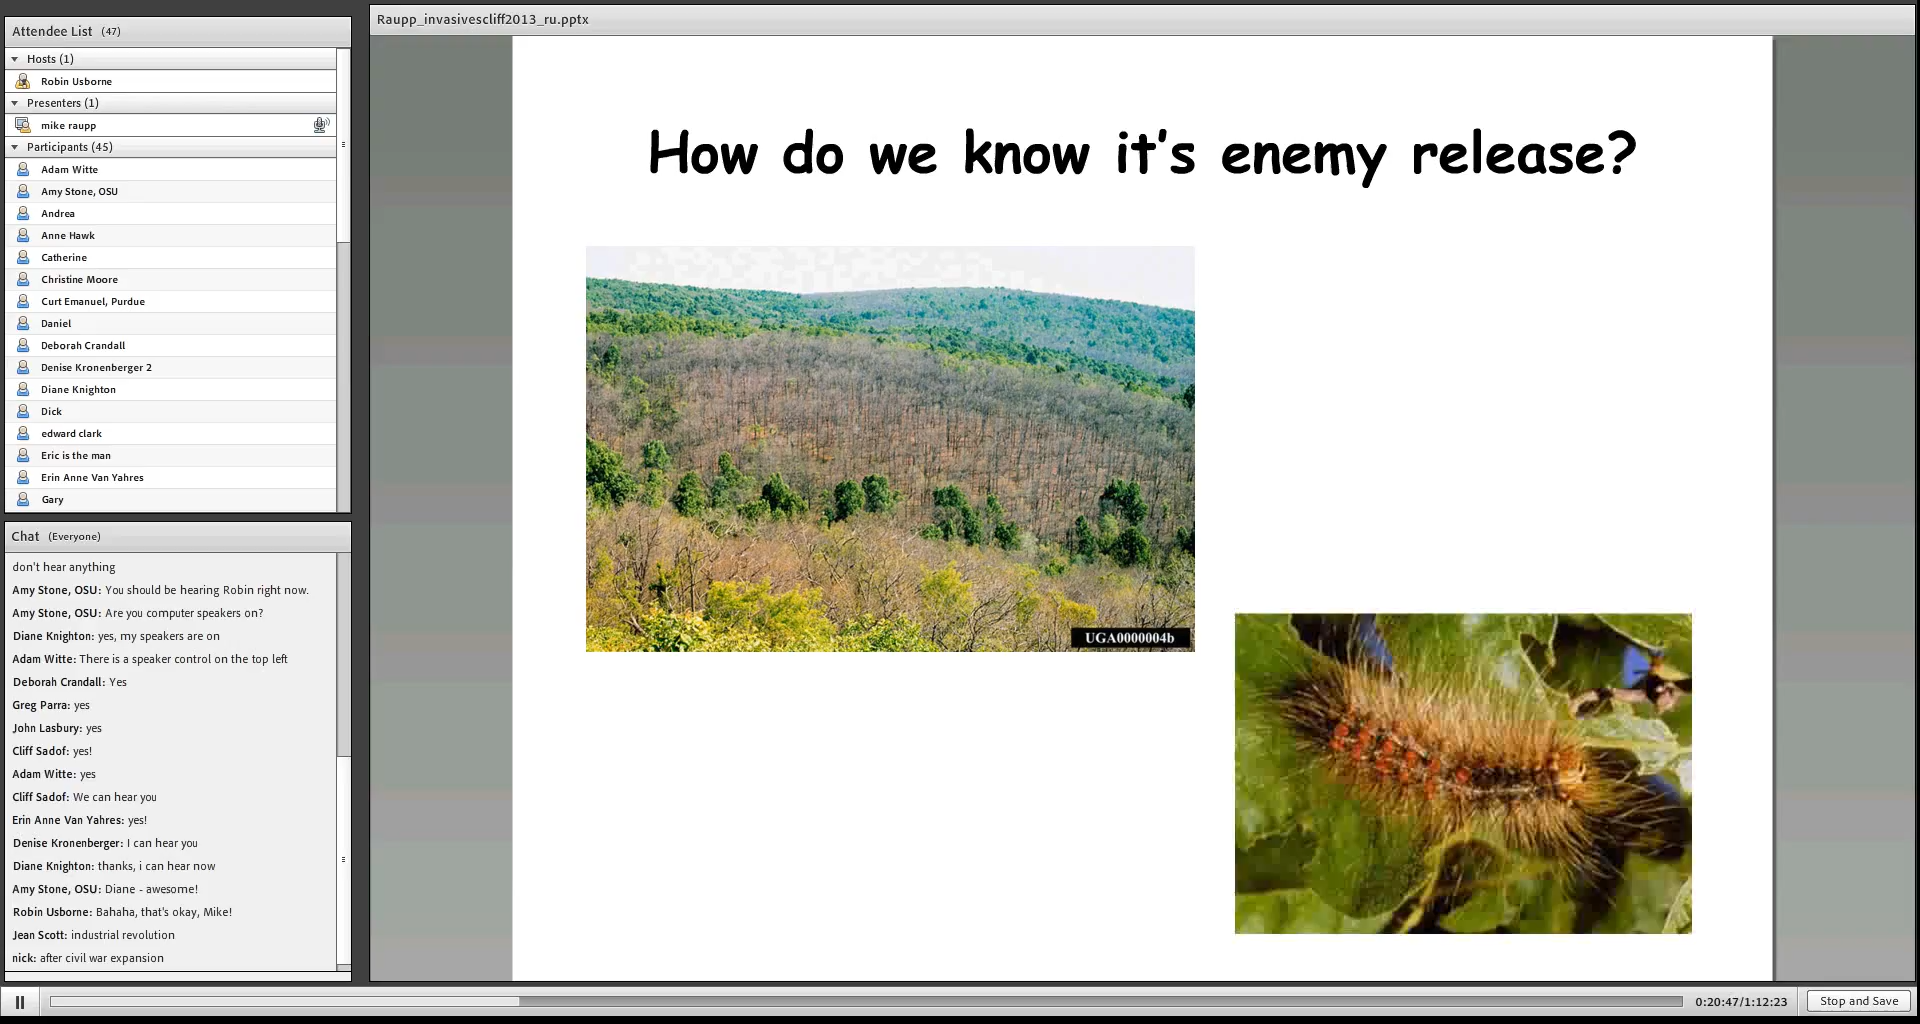 Attendee List (47)
Hosts (1)
Robin Usborne
Presenters (1)
mike raupp
Participants (45)
Adam Witte
Amy Stone, OSU
Andrea
Anne Hawk
Catherine
Christine Moore
Curt Emanuel, Purdue
Daniel
Deborah Crandall
Denise Kronenberger 2
Diane Knighton
Dick
edward clark
Eric is the man
Erin Anne Van Yahres
Gary
Chat (Everyone)
don't hear anything
Amy Stone, OSU: You should be hearing Robin right now.
Amy Stone, OSU: Are you computer speakers on?
Diane Knighton: yes, my speakers are on
Adam Witte: There is a speaker control on the top left
Deborah Crandall: Yes
Greg Parra: yes
John Lasbury: yes
Cliff Sadof: yes!
Adam Witte: yes
Cliff Sadof: We can hear you
Erin Anne Van Yahres: yes!
Denise Kronenberger: I can hear you
Diane Knighton: thanks, i can hear now
Amy Stone, OSU: Diane - awesome!
Robin Usborne: Bahaha, that's okay, Mike!
Jean Scott: industrial revolution
nick: after civil war expansion
Raupp_invasivescliff2013_ru.pptx
How do we know it's enemy release?
UGA0000004b
0:20:47/1:12:23
Stop and Save